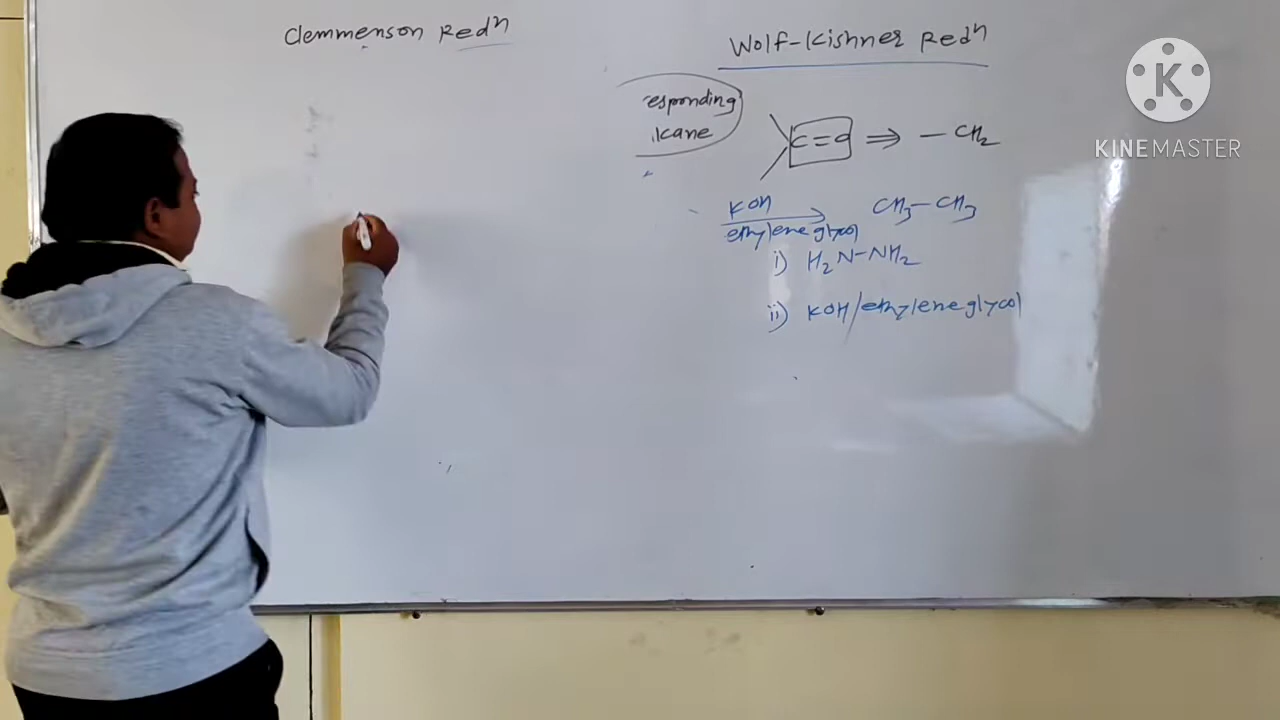 Clemmenson Redⁿ
Wolf-Kishner Redⁿ
esponding
kane
C=O ⇒ – CH₂
KOH
ethylene glycol
CH₃–CH₃
i) H₂N–NH₂
ii) KOH/ethylene glycol
K
KINEMASTER